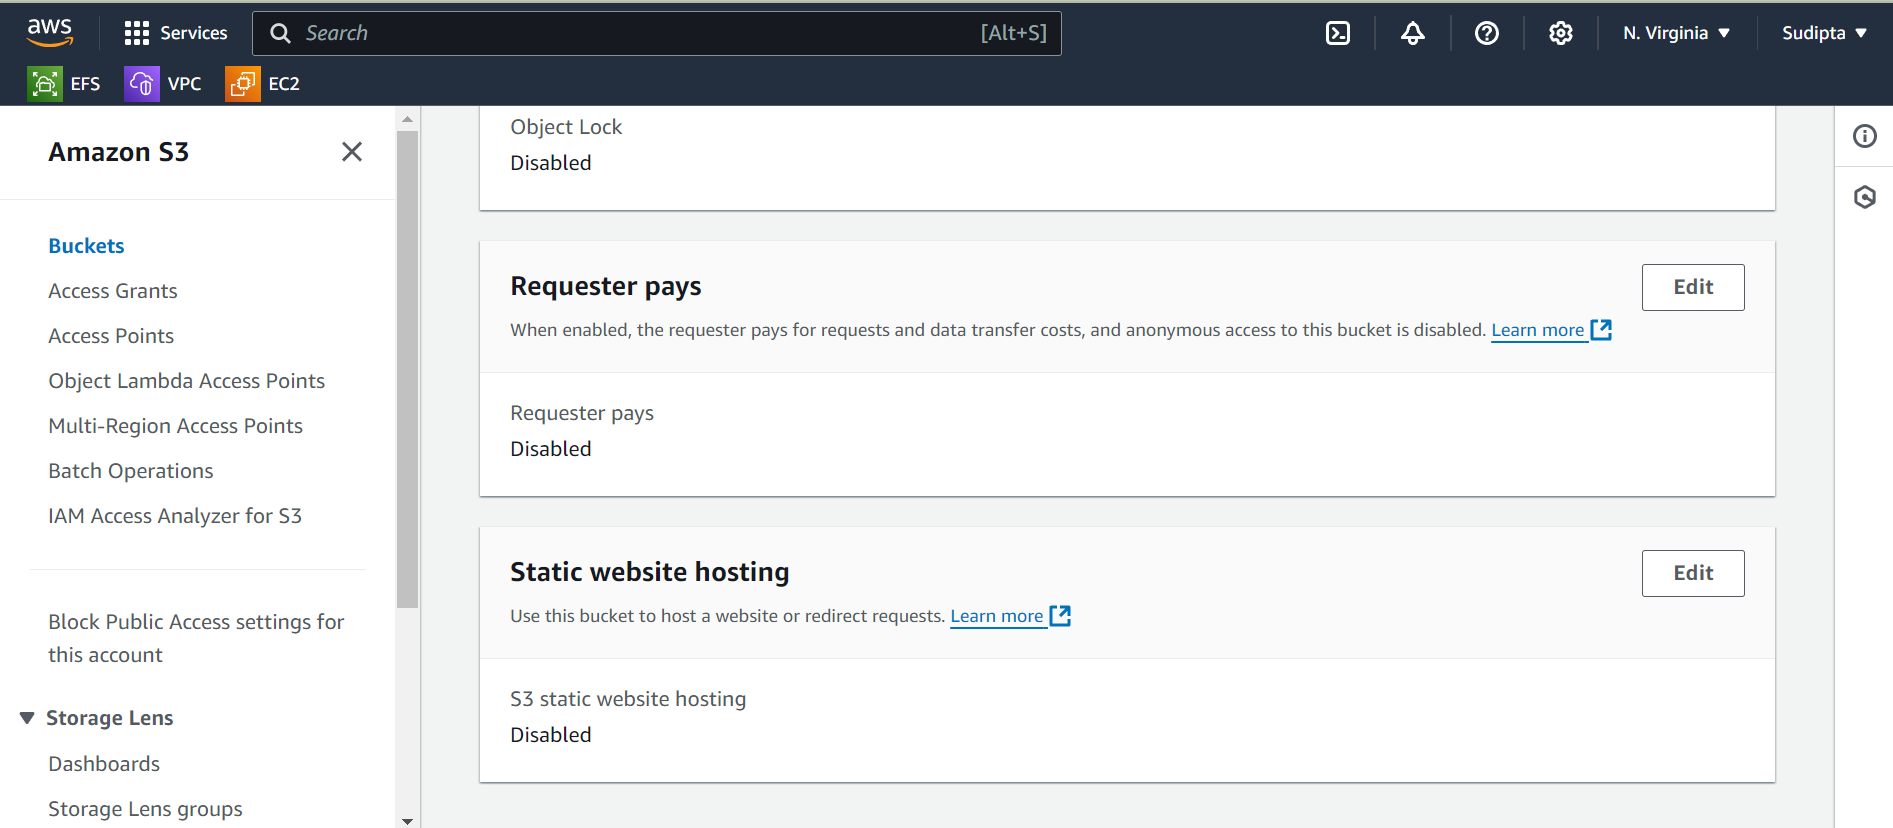 aws
Services
Search
[Alt+S]
N. Virginia
Sudipta
EFS
VPC
EC2
Amazon S3
Buckets
Access Grants
Access Points
Object Lambda Access Points
Multi-Region Access Points
Batch Operations
IAM Access Analyzer for S3
Block Public Access settings for
this account
Storage Lens
Dashboards
Storage Lens groups
Object Lock
Disabled
Requester pays
Edit
When enabled, the requester pays for requests and data transfer costs, and anonymous access to this bucket is disabled. Learn more
Requester pays
Disabled
Static website hosting
Edit
Use this bucket to host a website or redirect requests. Learn more
S3 static website hosting
Disabled